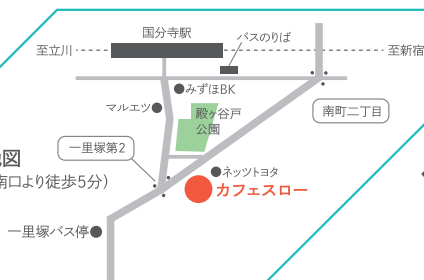 国分寺駅
バスのりば
至立川
至新宿
みずほBK
マルエツ
殿ヶ谷戸
公園
南町二丁目
一里塚第2
地図
南口より徒歩5分)
ネッツトヨタ
カフェスロー
一里塚バス停